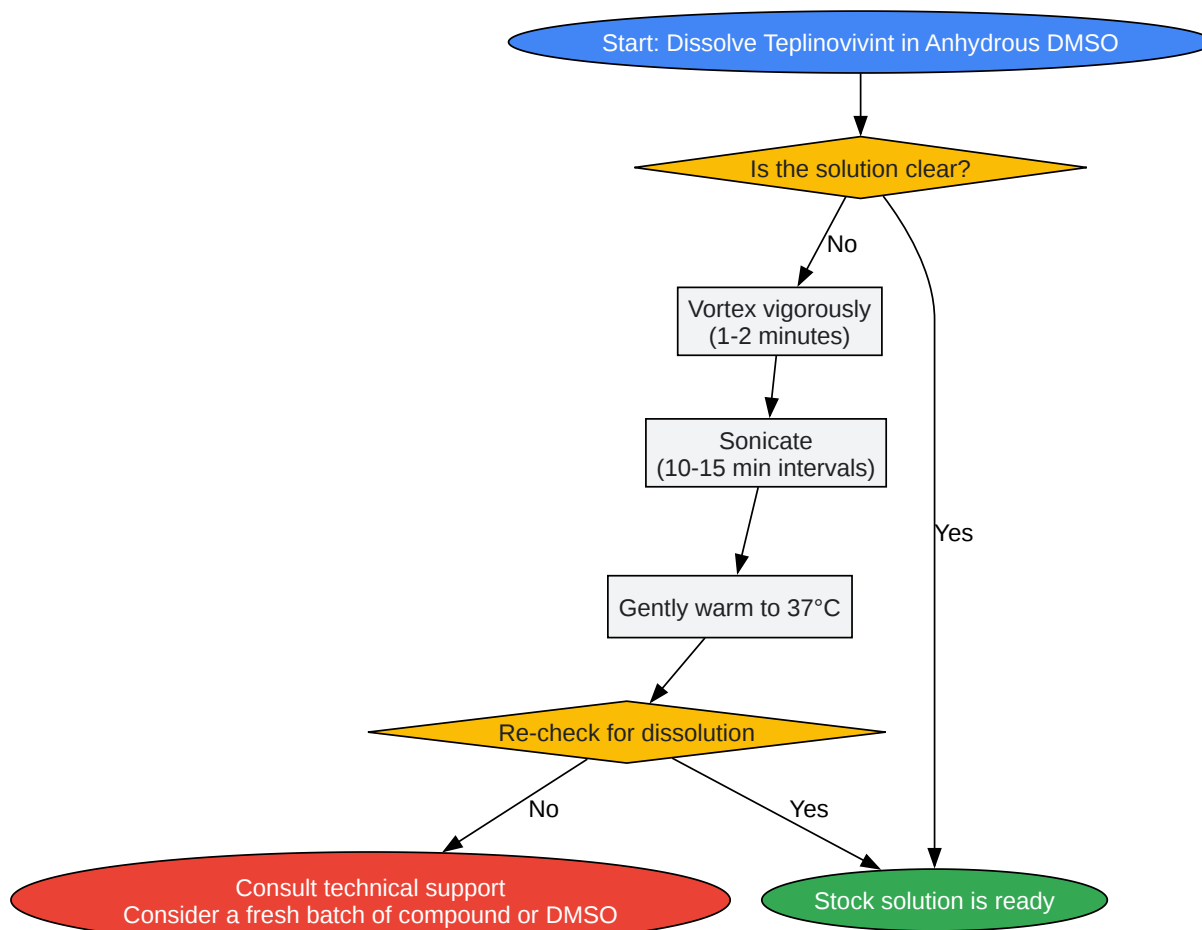 Start: Dissolve Teplinovivint in Anhydrous DMSO
Is the solution clear?
No
Vortex vigorously
(1-2 minutes)
Sonicate
(10-15 min intervals)
Yes
Gently warm to 37°C
Re-check for dissolution
No
Yes
Consult technical support
Consider a fresh batch of compound or DMSO
Stock solution is ready